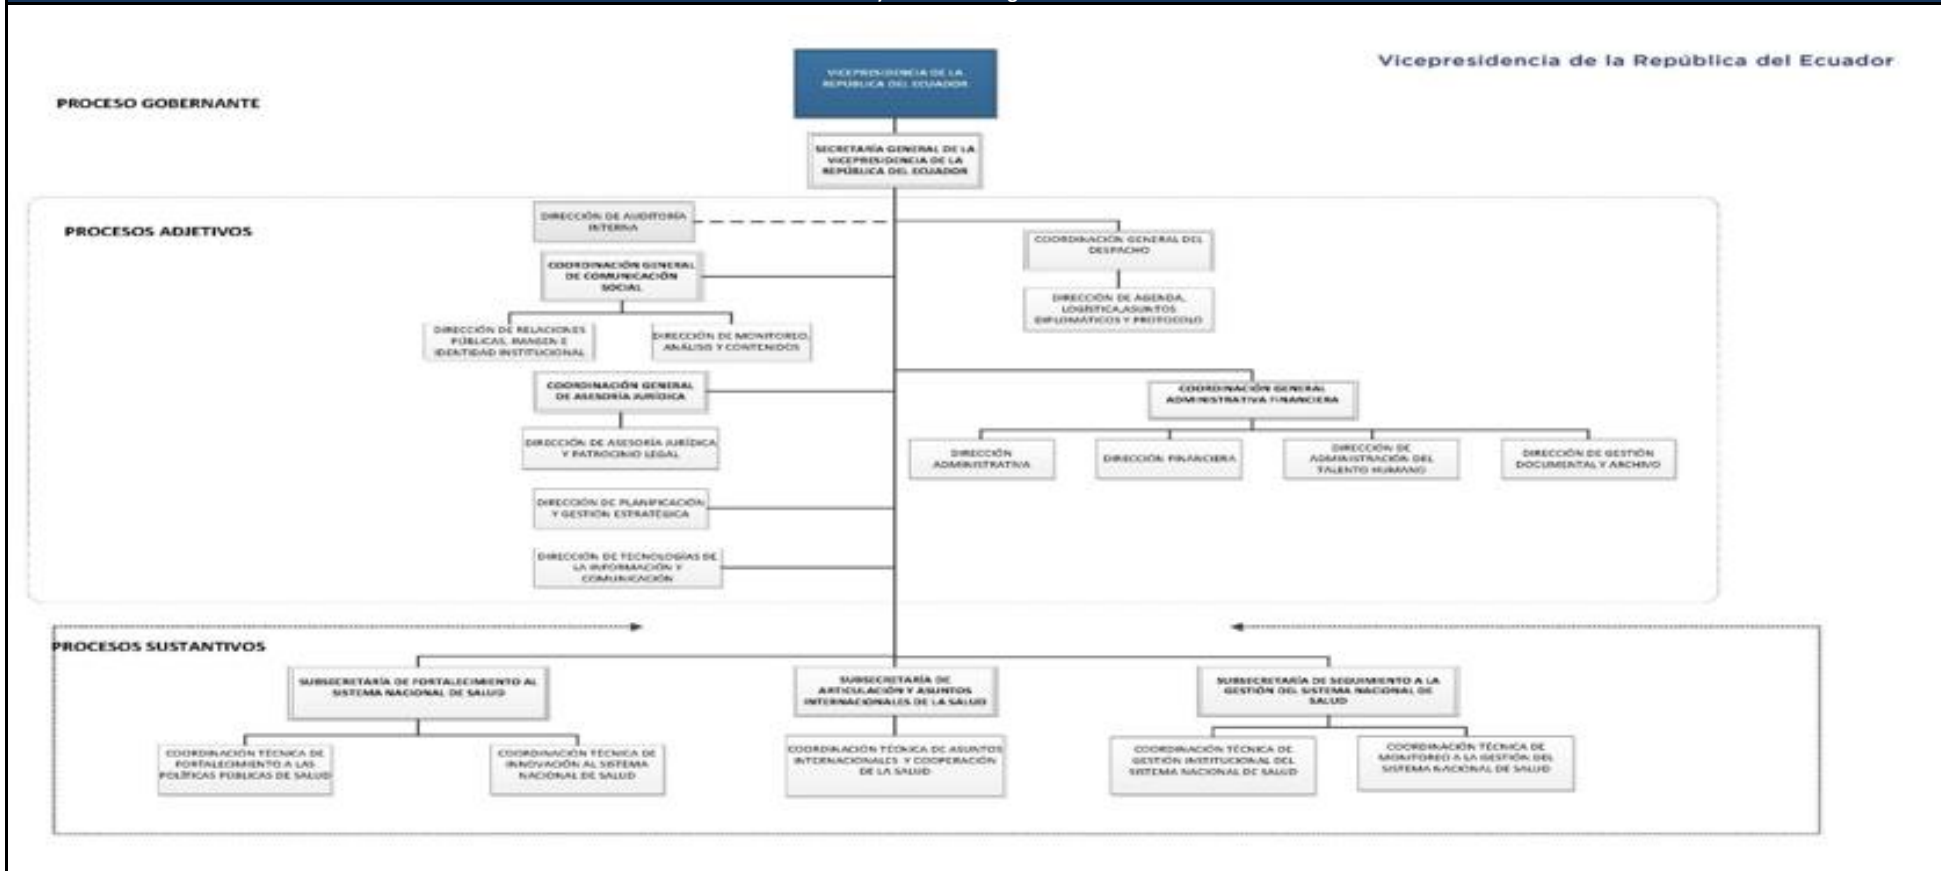 Vicepresidencia de la República del Ecuador
VICEPRESIDENCIA DE LA
REPÚBLICA DEL ECUADOR
PROCESO GOBERNANTE
SECRETARÍA GENERAL DE LA
VICEPRESIDENCIA DE LA
REPÚBLICA DEL ECUADOR
PROCESOS ADJETIVOS
DIRECCIÓN DE AUDITORÍA
INTERNA
COORDINACIÓN GENERAL DEL
DESPACHO
COORDINACIÓN GENERAL
DE COMUNICACIÓN
SOCIAL
DIRECCIÓN DE AGENDA,
LOGÍSTICA,ASUNTOS
DIPLOMÁTICOS Y PROTOCOLO
DIRECCIÓN DE RELACIONES
PÚBLICAS, IMAGEN E
IDENTIDAD INSTITUCIONAL
DIRECCIÓN DE MONITOREO,
ANÁLISIS Y CONTENIDOS
COORDINACIÓN GENERAL
DE ASESORÍA JURÍDICA
COORDINACIÓN GENERAL
ADMINISTRATIVA FINANCIERA
DIRECCIÓN DE ASESORÍA JURÍDICA
Y PATROCINIO LEGAL
DIRECCIÓN
ADMINISTRATIVA
DIRECCIÓN FINANCIERA
DIRECCIÓN DE
ADMINISTRACIÓN DEL
TALENTO HUMANO
DIRECCIÓN DE GESTIÓN
DOCUMENTAL Y ARCHIVO
DIRECCIÓN DE PLANIFICACIÓN
Y GESTIÓN ESTRATÉGICA
DIRECCIÓN DE TECNOLOGÍAS DE
LA INFORMACIÓN Y
COMUNICACIÓN
PROCESOS SUSTANTIVOS
SUBSECRETARÍA DE FORTALECIMIENTO AL
SISTEMA NACIONAL DE SALUD
SUBSECRETARÍA DE
ARTICULACIÓN Y ASUNTOS
INTERNACIONALES DE LA SALUD
SUBSECRETARÍA DE SEGUIMIENTO A LA
GESTIÓN DEL SISTEMA NACIONAL DE
SALUD
COORDINACIÓN TÉCNICA DE
FORTALECIMIENTO A LAS
POLÍTICAS PÚBLICAS DE SALUD
COORDINACIÓN TÉCNICA DE
INNOVACIÓN AL SISTEMA
NACIONAL DE SALUD
COORDINACIÓN TÉCNICA DE ASUNTOS
INTERNACIONALES Y COOPERACIÓN
DE LA SALUD
COORDINACIÓN TÉCNICA DE
GESTIÓN INSTITUCIONAL DEL
SISTEMA NACIONAL DE SALUD
COORDINACIÓN TÉCNICA DE
MONITOREO A LA GESTIÓN DEL
SISTEMA NACIONAL DE SALUD